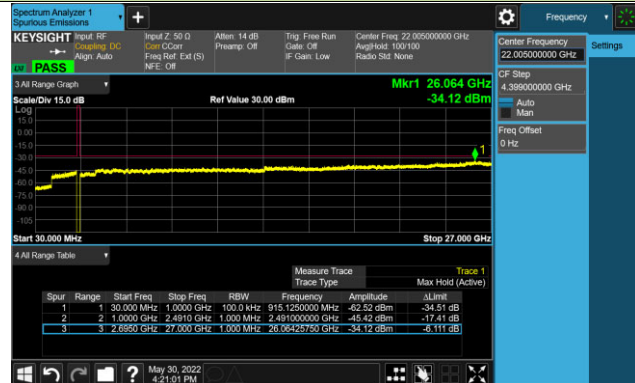 Spectrum Analyzer 1
Spurious Emissions
Frequency
KEYSIGHT
Input: RF
Coupling: DC
Align: Auto
Input Z: 50 Ω
Corr CCorr
Freq Ref: Ext (S)
NFE: Off
Atten: 14 dB
Preamp: Off
Trig: Free Run
Gate: Off
IF Gain: Low
Center Freq: 22.005000000 GHz
Avg|Hold: 100/100
Radio Std: None
PASS
Center Frequency
22.005000000 GHz
Settings
CF Step
4.399000000 GHz
Auto
Man
Freq Offset
0 Hz
3 All Range Graph
Mkr1 26.064 GHz
Scale/Div 15.0 dB
Ref Value 30.00 dBm
-34.12 dBm
Log
15.0
0.00
-15.0
-30.0
-45.0
-60.0
-75.0
-90.0
-105
1
Start 30.000 MHz
Stop 27.000 GHz
4 All Range Table
Measure Trace Trace 1
Trace Type Max Hold (Active)
Spur Range Start Freq Stop Freq RBW Frequency Amplitude ΔLimit
1 1 30.000 MHz 1.0000 GHz 100.0 kHz 915.1250000 MHz -62.52 dBm -34.51 dB
2 2 1.0000 GHz 2.4910 GHz 1.000 MHz 2.491000000 GHz -45.42 dBm -17.41 dB
3 3 2.6950 GHz 27.000 GHz 1.000 MHz 26.06425750 GHz -34.12 dBm -6.111 dB
?
May 30, 2022
4:21:01 PM